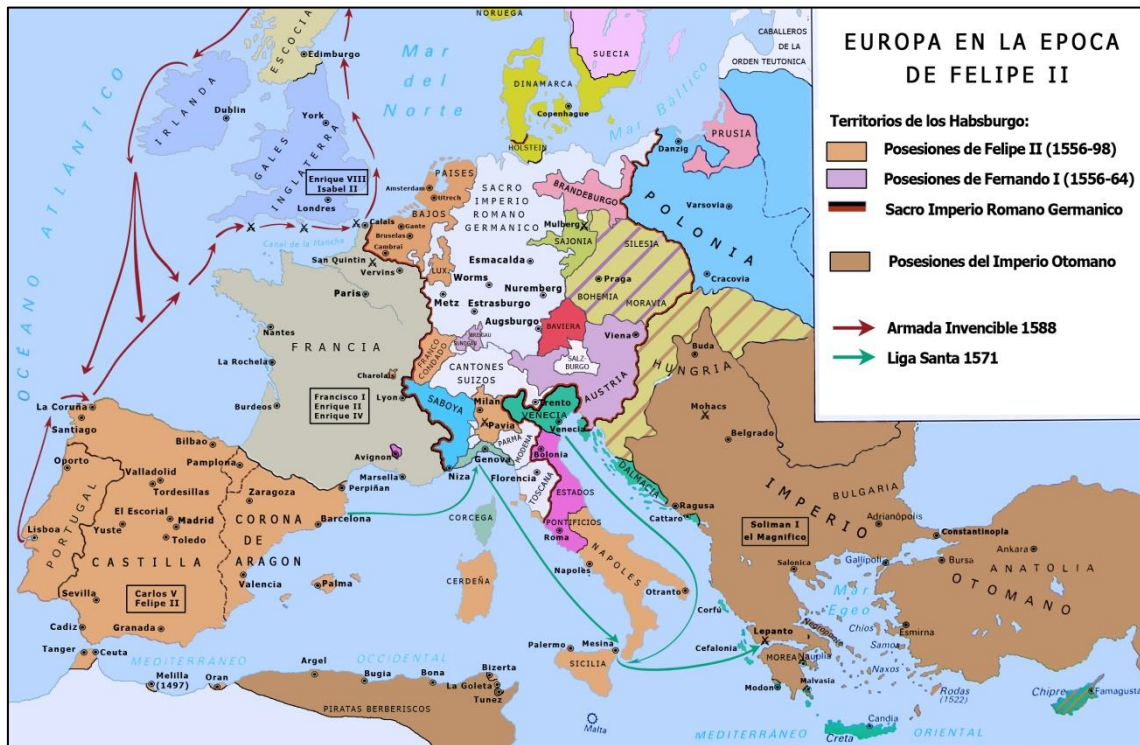 EUROPA EN LA EPOCA
DE FELIPE II
Territorios de los Habsburgo:
Posesiones de Felipe II (1556-98)
Posesiones de Fernando I (1556-64)
Sacro Imperio Romano Germanico
Posesiones del Imperio Otomano
Armada Invencible 1588
Liga Santa 1571
OCÉANO ATLÁNTICO
Mar
del
Norte
Mar Báltico
NORUEGA
SUECIA
CABALLEROS
DE LA
ORDEN TEUTONICA
ESCOCIA
Edimburgo
IRLANDA
Dublin
York
GALES
INGLATERRA
Enrique VIII
Isabel II
Londres
Canal de la Mancha
DINAMARCA
Copenhague
HOLSTEIN
PRUSIA
Danzig
PAISES
BAJOS
Amsterdam
Utrech
Calais
Gante
Bruselas
Cambrai
LUX.
San Quintin
Vervins
SACRO
IMPERIO
ROMANO
GERMANICO
BRANDEBURGO
Mulberg
SAJONIA
SILESIA
POLONIA
Varsovia
Cracovia
Esmacalda
Worms
Nuremberg
Praga
BOHEMIA
MORAVIA
Metz
Estrasburgo
Augsburgo
BAVIERA
Viena
SALZ-
BURGO
AUSTRIA
BRISGAU
SUNDGAU
FRANCO
CONDADO
CANTONES
SUIZOS
Paris
Nantes
FRANCIA
La Rochela
Charolais
Francisco I
Enrique II
Enrique IV
Lyon
Burdeos
SABOYA
Avignon
Marsella
Niza
Perpiñan
Milan
Pavia
Trento
VENECIA
Venecia
PARMA
MODENA
Genova
Bolonia
Florencia
TOSCANA
ESTADOS
PONTIFICIOS
Roma
CORCEGA
CERDEÑA
NAPOLES
Napoles
Otranto
Palermo
Mesina
SICILIA
Malta
La Coruña
Santiago
Oporto
Bilbao
Pamplona
Valladolid
Tordesillas
Zaragoza
Barcelona
PORTUGAL
Lisboa
El Escorial
Madrid
Yuste
Toledo
CORONA
DE
ARAGON
CASTILLA
Valencia
Palma
Sevilla
Carlos V
Felipe II
Cadiz
Granada
Tanger
Ceuta
MEDITERRÁNEO
OCCIDENTAL
Melilla
(1497)
Oran
Argel
Bugia
Bona
Bizerta
La Goleta
Tunez
PIRATAS BERBERISCOS
Buda
HUNGRIA
Mohacs
Belgrado
DALMACIA
Ragusa
Cattaro
IMPERIO
OTOMANO
BULGARIA
Adrianòpolis
Soliman I
el Magnifico
Constantinopla
Gallipoli
Bursa
Ankara
ANATOLIA
Salonica
Mar
Egeo
Corfú
Lepanto
Negroponte
Chíos
Esmirna
Samos
Cefalonia
MOREA
Nauplia
Naxos
Modon
Malvasia
Rodas
(1522)
Chipre
Famagusta
Candia
Creta
MEDITERRÁNEO
ORIENTAL